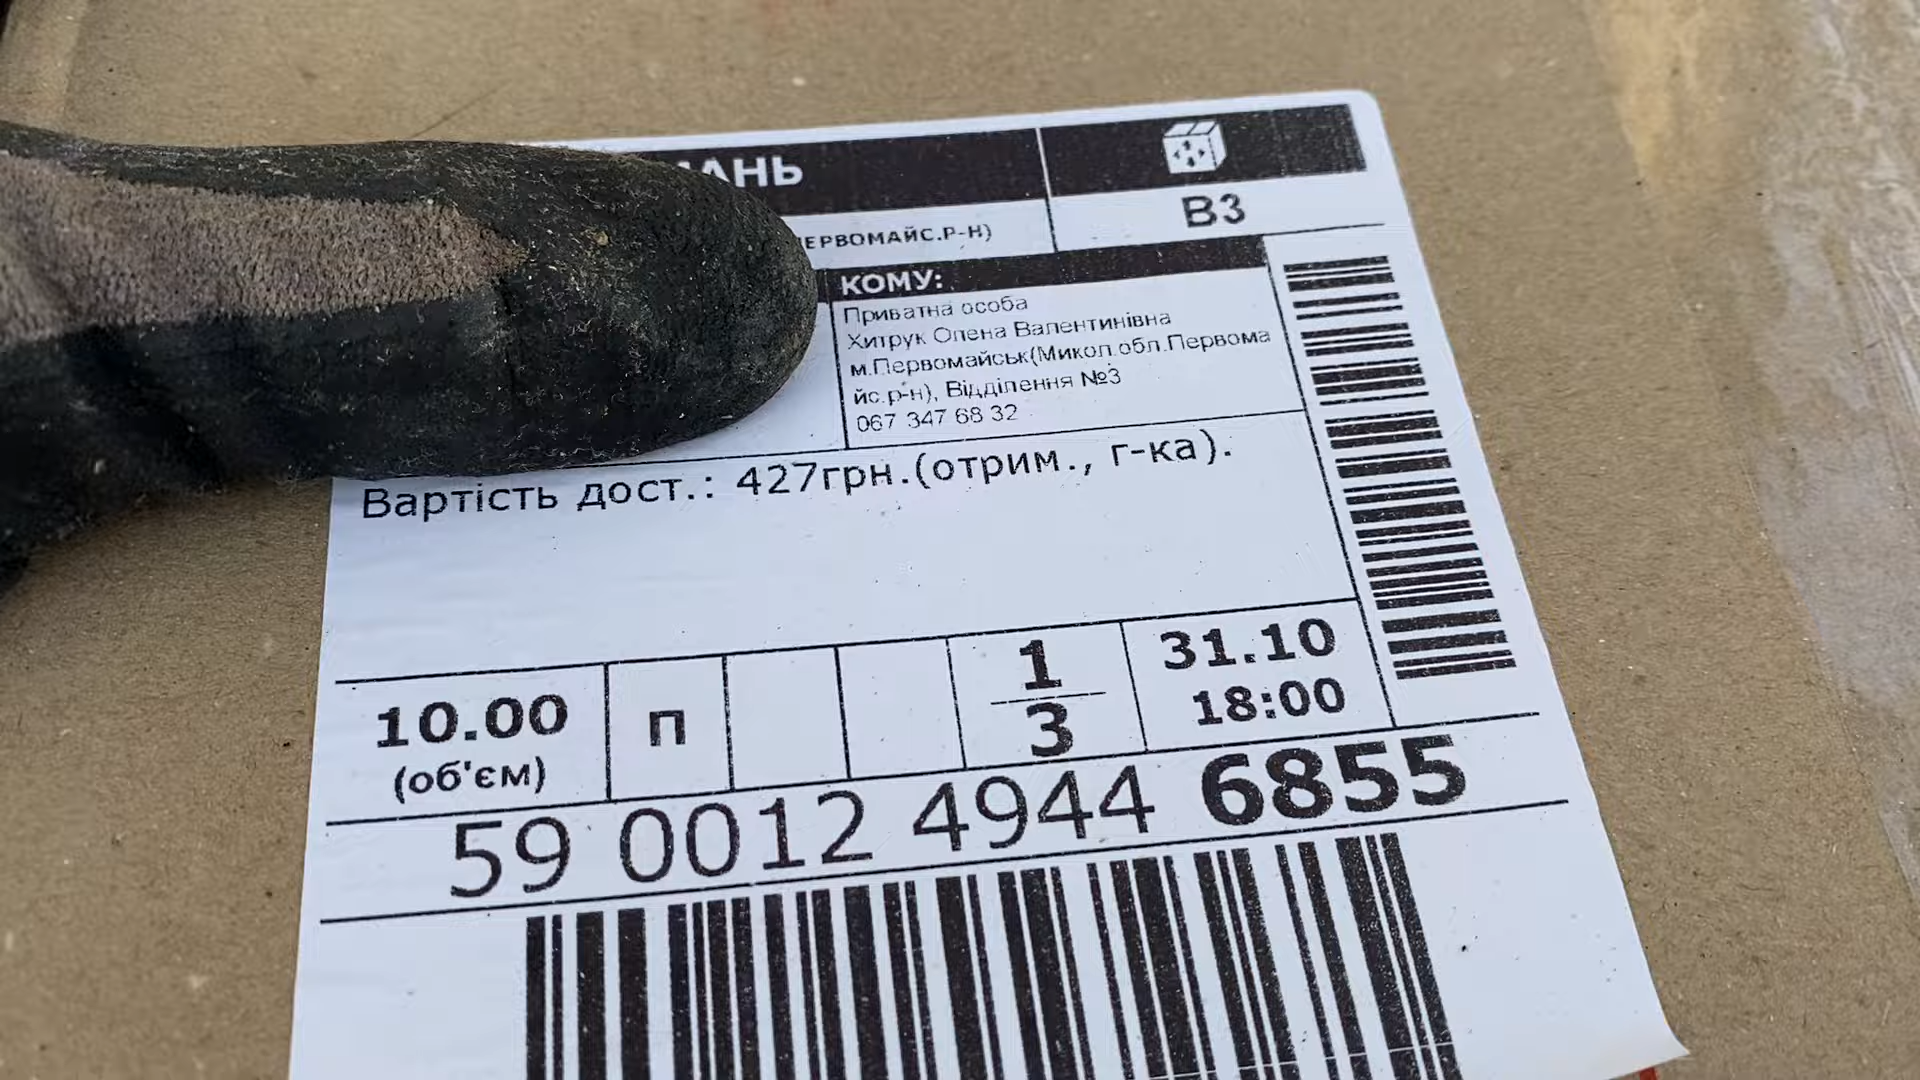 АНЬ
ЕРВОМАЙС.Р-Н)
В3
КОМУ:
Приватна особа
Хитрук Олена Валентинівна
м.Первомайськ(Микол.обл.Первома
йс.р-н), Відділення №3
067 347 68 32
Вартість дост.: 427грн.(отрим., г-ка).
10.00
(об'єм)
П
1
3
31.10
18:00
59 0012 4944 6855